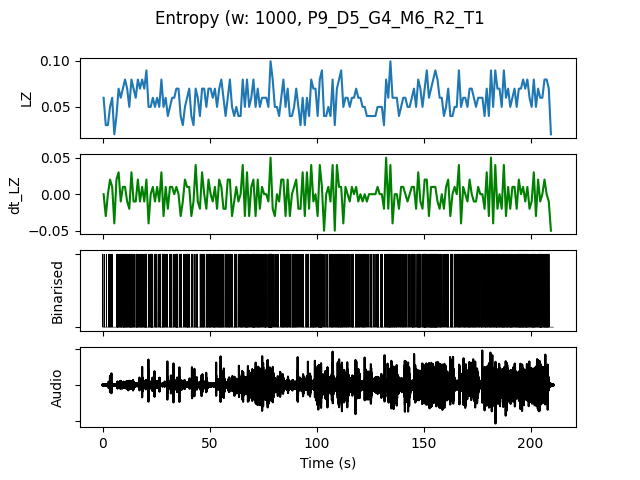 Entropy (w: 1000, P9_D5_G4_M6_R2_T1
0.10
0.05
LZ
0.05
0.00
−0.05
dt_LZ
Binarised
Audio
0 50 100 150 200
Time (s)